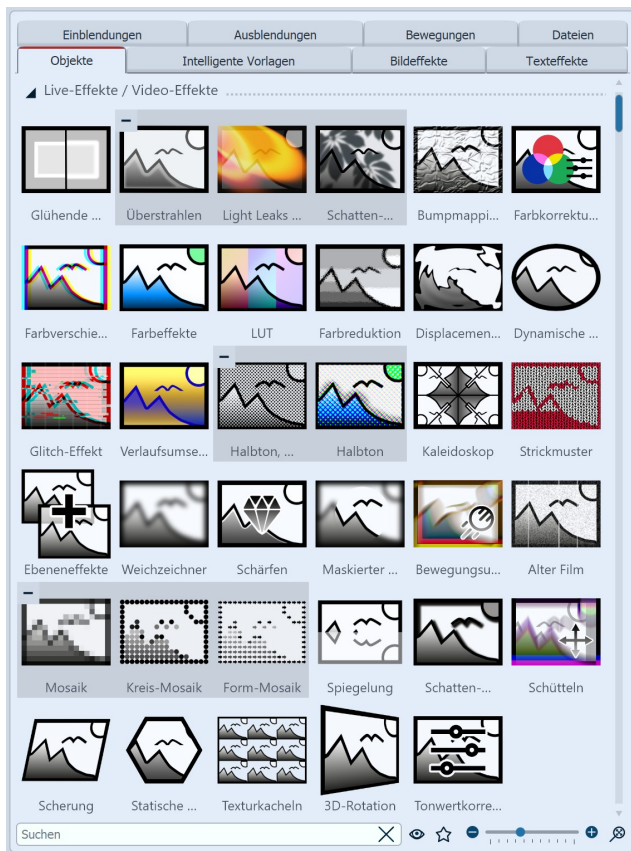 Einblendungen Ausblendungen Bewegungen Dateien
Objekte Intelligente Vorlagen Bildeffekte Texteffekte
Live-Effekte / Video-Effekte
Glühende ... Überstrahlen Light Leaks ... Schatten-... Bumpmappi... Farbkorrektu...
Farbverschie... Farbeffekte LUT Farbreduktion Displacemen... Dynamische ...
Glitch-Effekt Verlaufsumse... Halbton, ... Halbton Kaleidoskop Strickmuster
Ebeneneffekte Weichzeichner Schärfen Maskierter ... Bewegungsu... Alter Film
Mosaik Kreis-Mosaik Form-Mosaik Spiegelung Schatten-... Schütteln
Scherung Statische ... Texturkacheln 3D-Rotation Tonwertkorre...
Suchen